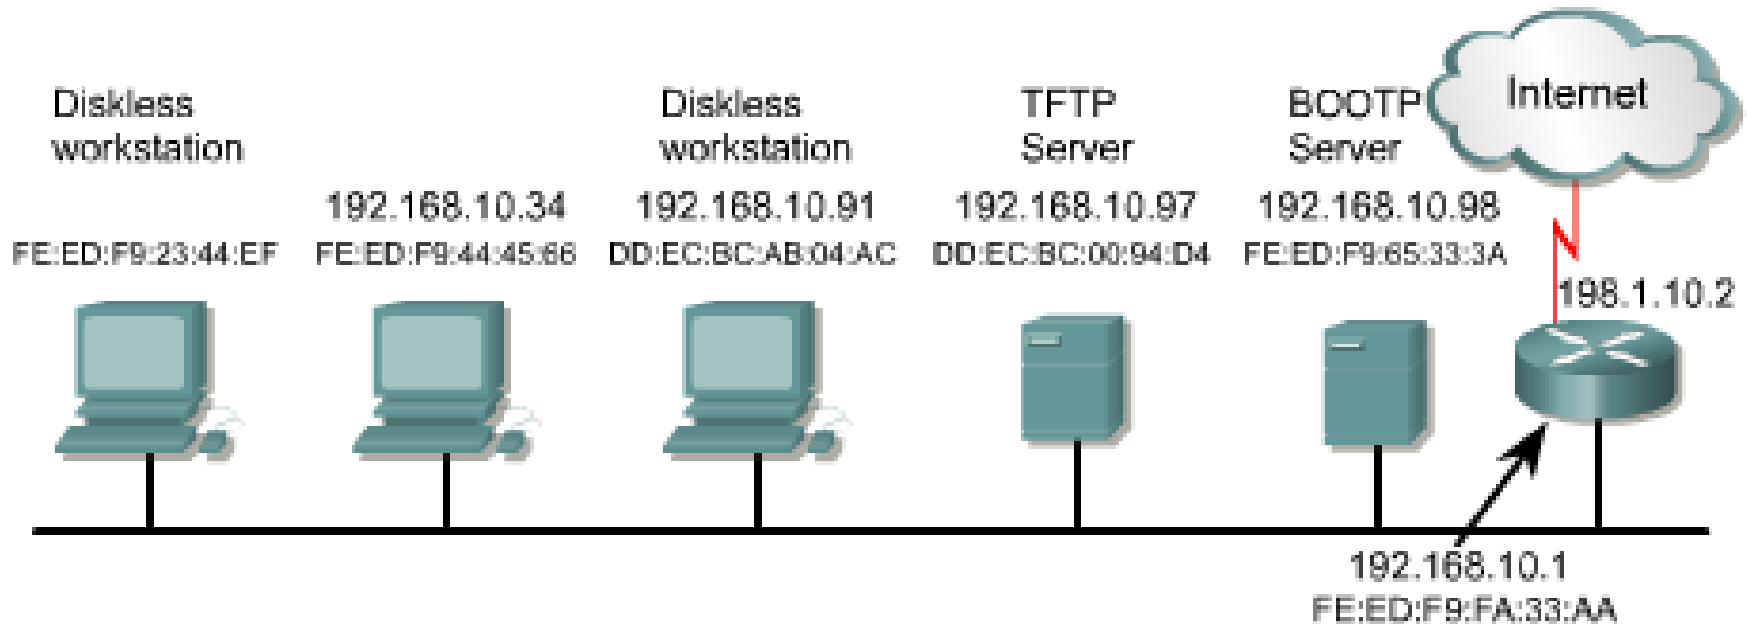 Diskless
workstation
FE:ED:F9:23:44:EF
192.168.10.34
FE:ED:F9:44:45:66
Diskless
workstation
192.168.10.91
DD:EC:BC:AB:04:AC
TFTP
Server
192.168.10.97
DD:EC:BC:00:94:D4
BOOTP
Server
192.168.10.98
FE:ED:F9:65:33:3A
Internet
198.1.10.2
192.168.10.1
FE:ED:F9:FA:33:AA